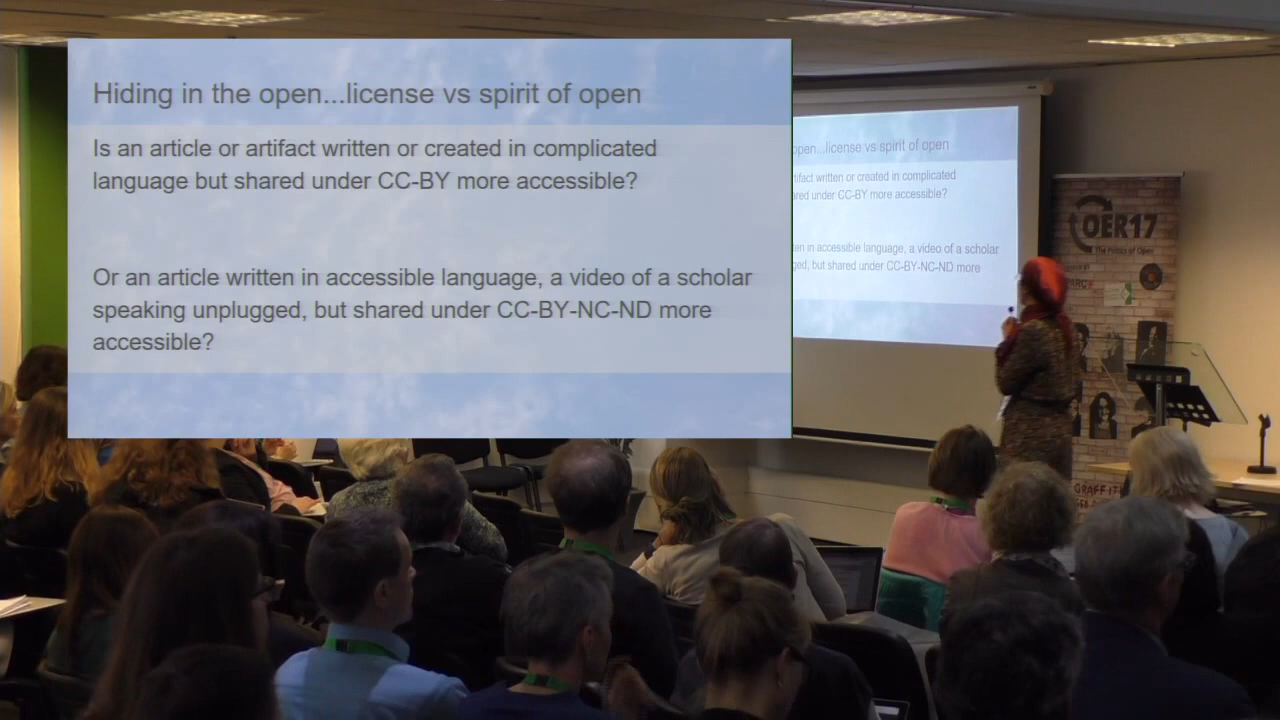 Hiding in the open...license vs spirit of open
Is an article or artifact written or created in complicated
language but shared under CC-BY more accessible?
Or an article written in accessible language, a video of a scholar
speaking unplugged, but shared under CC-BY-NC-ND more
accessible?
open...license vs spirit of open
tifact written or created in complicated
ared under CC-BY more accessible?
en in accessible language, a video of a scholar
ged, but shared under CC-BY-NC-ND more
OER17
The Politics of Open